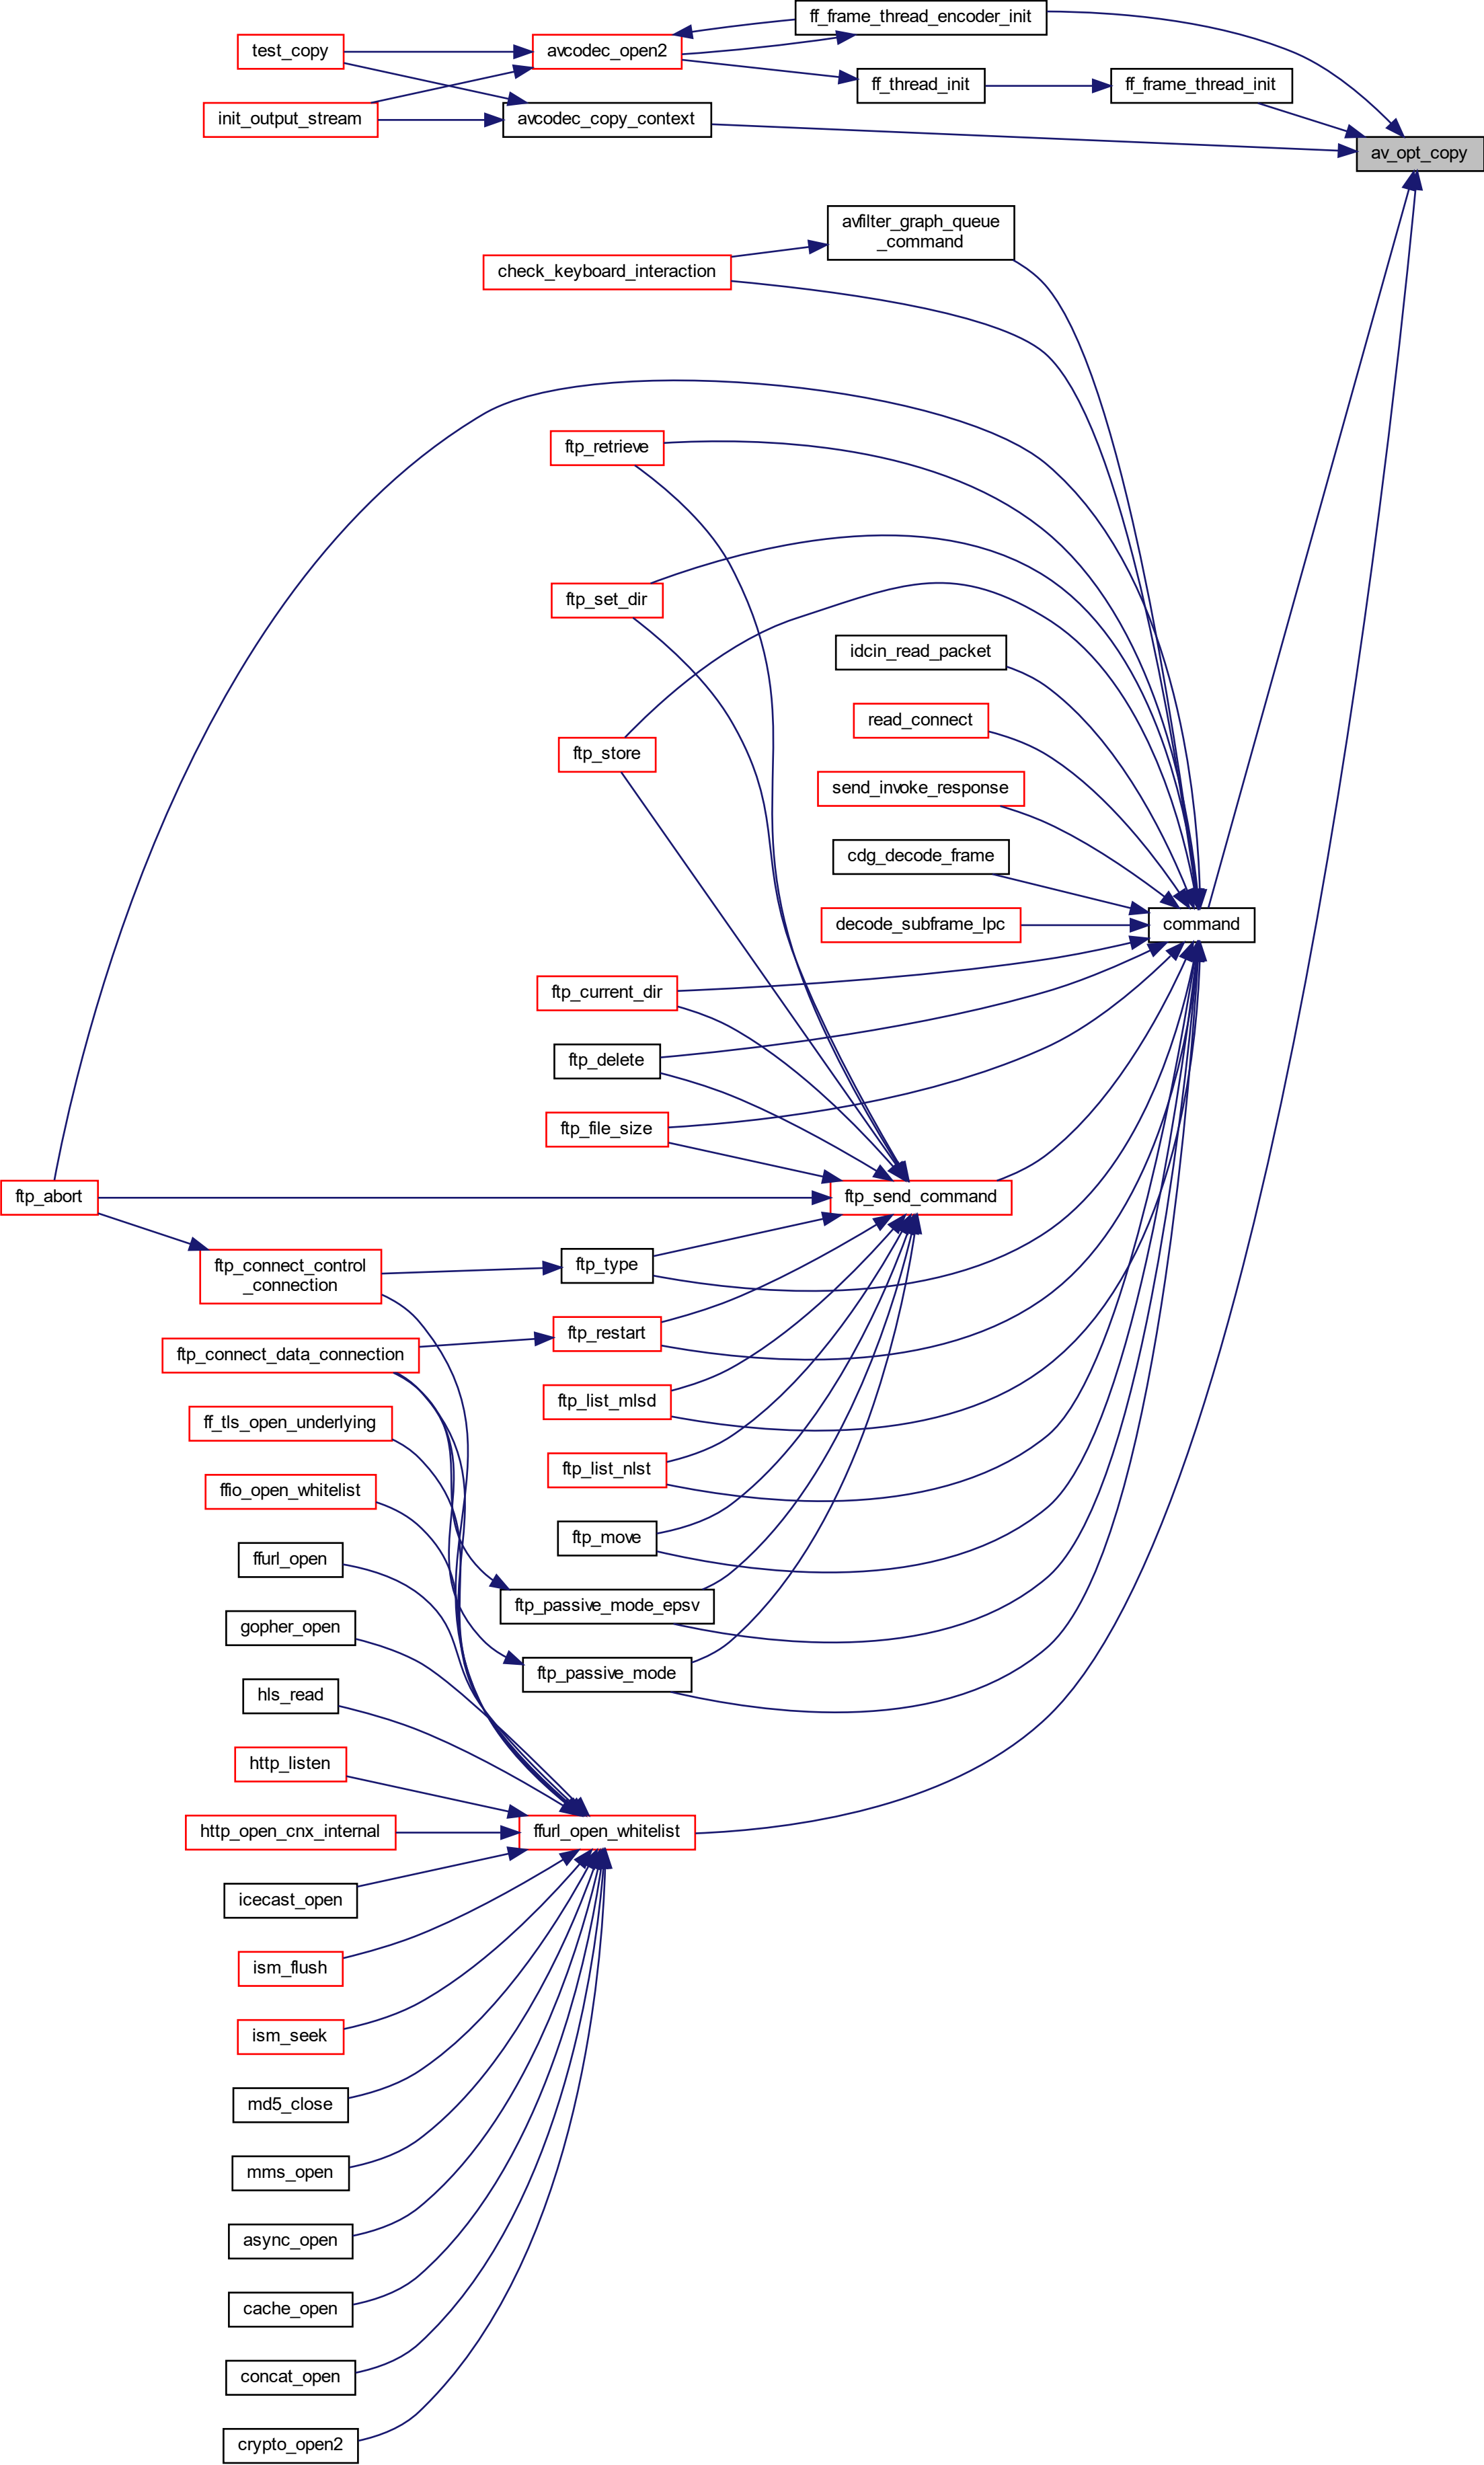 ff_frame_thread_encoder_init
test_copy
avcodec_open2
ff_thread_init
ff_frame_thread_init
init_output_stream
avcodec_copy_context
av_opt_copy
avfilter_graph_queue
_command
check_keyboard_interaction
ftp_retrieve
ftp_set_dir
idcin_read_packet
read_connect
ftp_store
send_invoke_response
cdg_decode_frame
decode_subframe_lpc
command
ftp_current_dir
ftp_delete
ftp_file_size
ftp_abort
ftp_send_command
ftp_connect_control
_connection
ftp_type
ftp_restart
ftp_connect_data_connection
ftp_list_mlsd
ff_tls_open_underlying
ftp_list_nlst
ffio_open_whitelist
ftp_move
ffurl_open
ftp_passive_mode_epsv
gopher_open
ftp_passive_mode
hls_read
http_listen
http_open_cnx_internal
ffurl_open_whitelist
icecast_open
ism_flush
ism_seek
md5_close
mms_open
async_open
cache_open
concat_open
crypto_open2